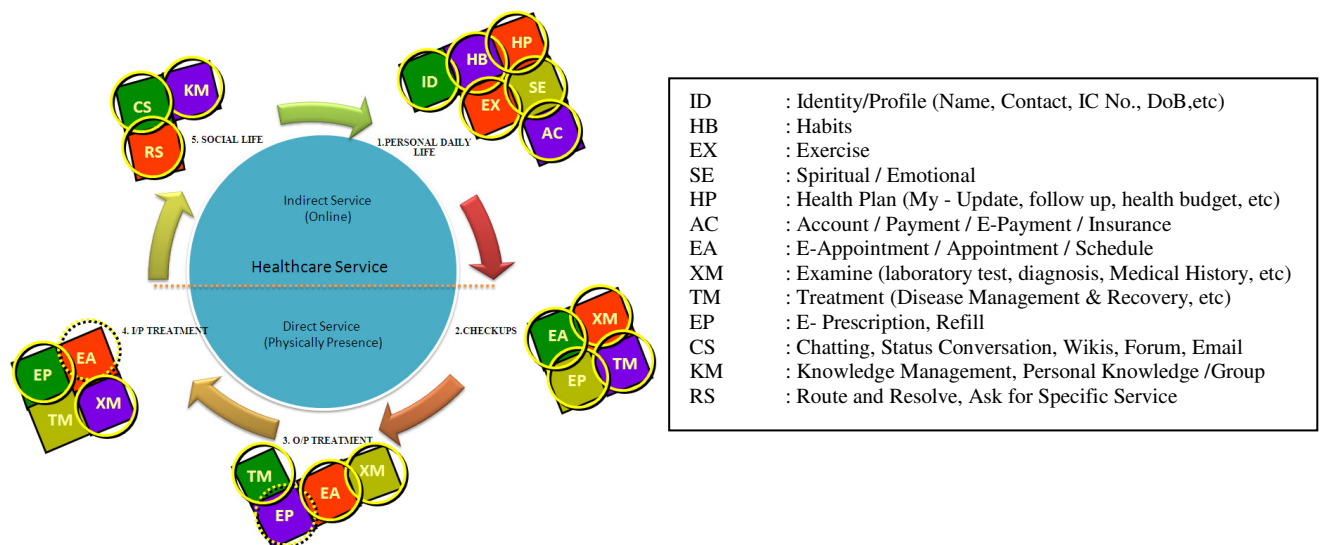 HP
HB
ID
SE
EX
AC
KM
CS
RS
5. SOCIAL LIFE
1.PERSONAL DAILY
LIFE
Indirect Service
(Online)
Healthcare Service
Direct Service
(Physically Presence)
2.CHECKUPS
XM
EA
TM
EP
3. O/P TREATMENT
TM
XM
EA
EP
4. I/P TREATMENT
EA
EP
XM
TM
ID : Identity/Profile (Name, Contact, IC No., DoB,etc)
HB : Habits
EX : Exercise
SE : Spiritual / Emotional
HP : Health Plan (My - Update, follow up, health budget, etc)
AC : Account / Payment / E-Payment / Insurance
EA : E-Appointment / Appointment / Schedule
XM : Examine (laboratory test, diagnosis, Medical History, etc)
TM : Treatment (Disease Management & Recovery, etc)
EP : E- Prescription, Refill
CS : Chatting, Status Conversation, Wikis, Forum, Email
KM : Knowledge Management, Personal Knowledge /Group
RS : Route and Resolve, Ask for Specific Service